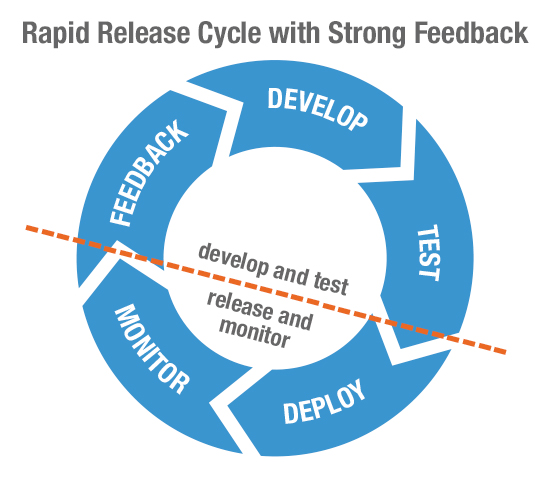 Rapid Release Cycle with Strong Feedback
DEVELOP
TEST
DEPLOY
MONITOR
FEEDBACK
develop and test
release and
monitor